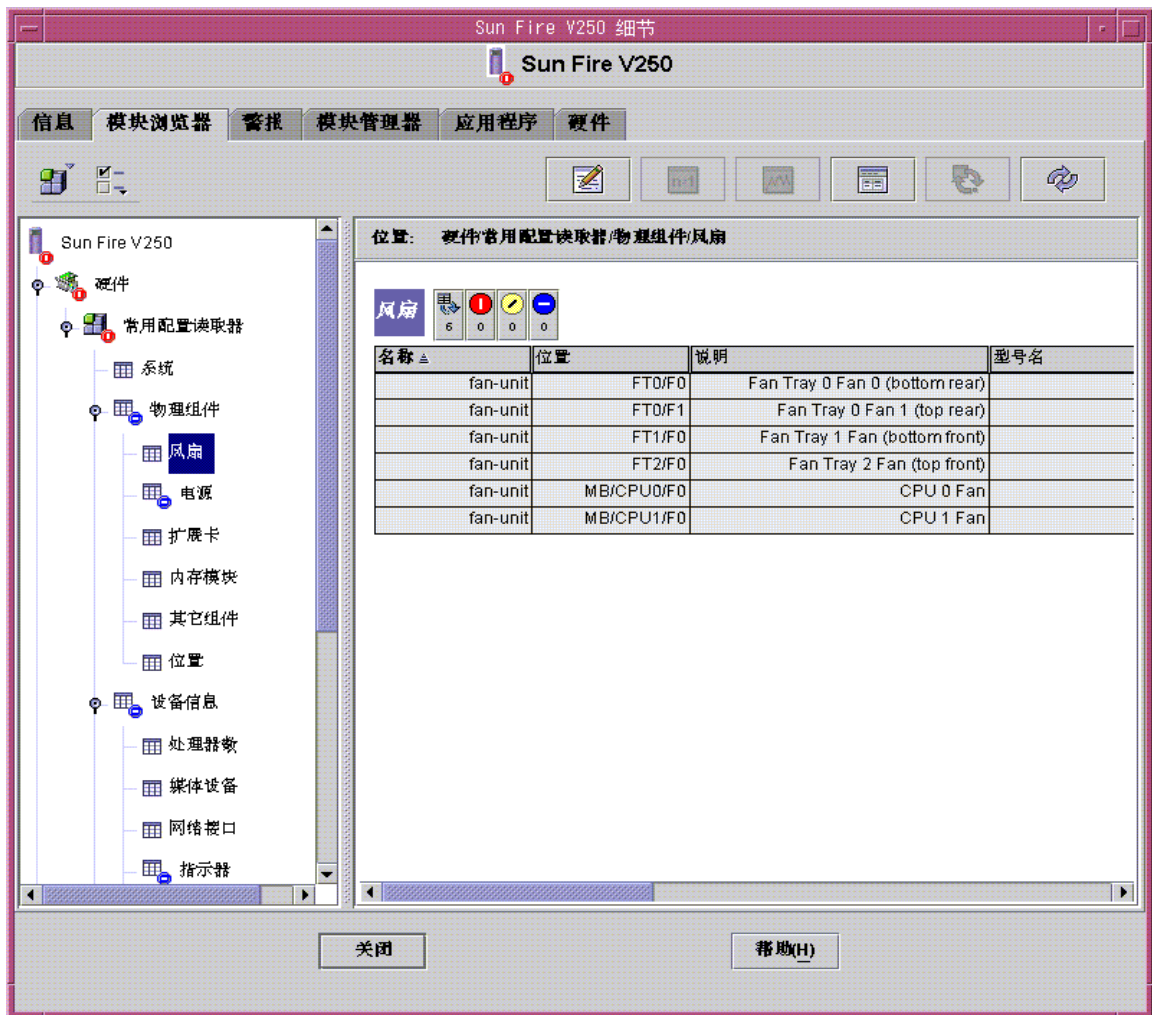 Sun Fire V250 细节
Sun Fire V250
信息 模块浏览器 警报 模块管理器 应用程序 硬件
Sun Fire V250
硬件
常用配置读取器
系统
物理组件
风扇
电源
扩展卡
内存模块
其它组件
位置
设备信息
处理器数
媒体设备
网络接口
指示器
位置: 硬件/常用配置读取器/物理组件/风扇
风扇 6 0 0 0
名称 位置 说明 型号名
fan-unit FT0/F0 Fan Tray 0 Fan 0 (bottom rear) -
fan-unit FT0/F1 Fan Tray 0 Fan 1 (top rear) -
fan-unit FT1/F0 Fan Tray 1 Fan (bottom front) -
fan-unit FT2/F0 Fan Tray 2 Fan (top front) -
fan-unit MB/CPU0/F0 CPU 0 Fan -
fan-unit MB/CPU1/F0 CPU 1 Fan -
关闭 帮助(H)